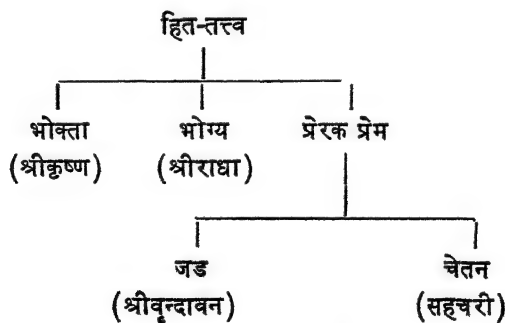 हित-तत्त्व
भोक्ता भोग्य प्रेरक प्रेम
(श्रीकृष्ण) (श्रीराधा)
जड चेतन
(श्रीवृन्दावन) (सहचरी)